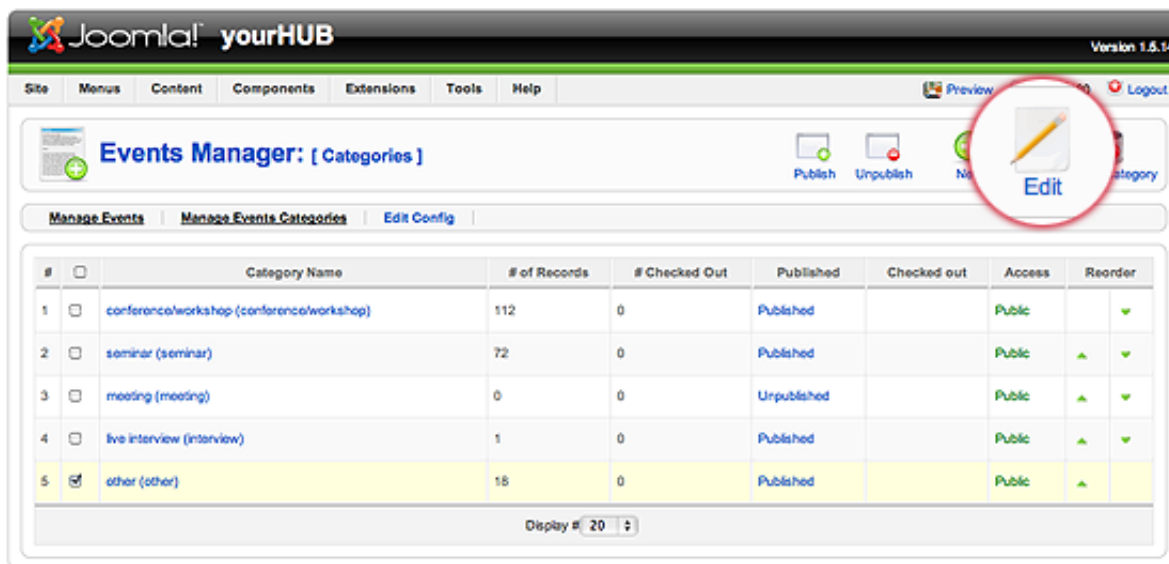 Joomla! yourHUB
Version 1.5.14
Site Menus Content Components Extensions Tools Help Preview Logout
Events Manager: [ Categories ]
Publish Unpublish Edit
Manage Events Manage Events Categories Edit Config
# Category Name # of Records # Checked Out Published Checked out Access Reorder
1 conference/workshop (conference/workshop) 112 0 Published Public
2 seminar (seminar) 72 0 Published Public
3 meeting (meeting) 0 0 Unpublished Public
4 live interview (interview) 1 0 Published Public
5 other (other) 18 0 Published Public
Display # 20